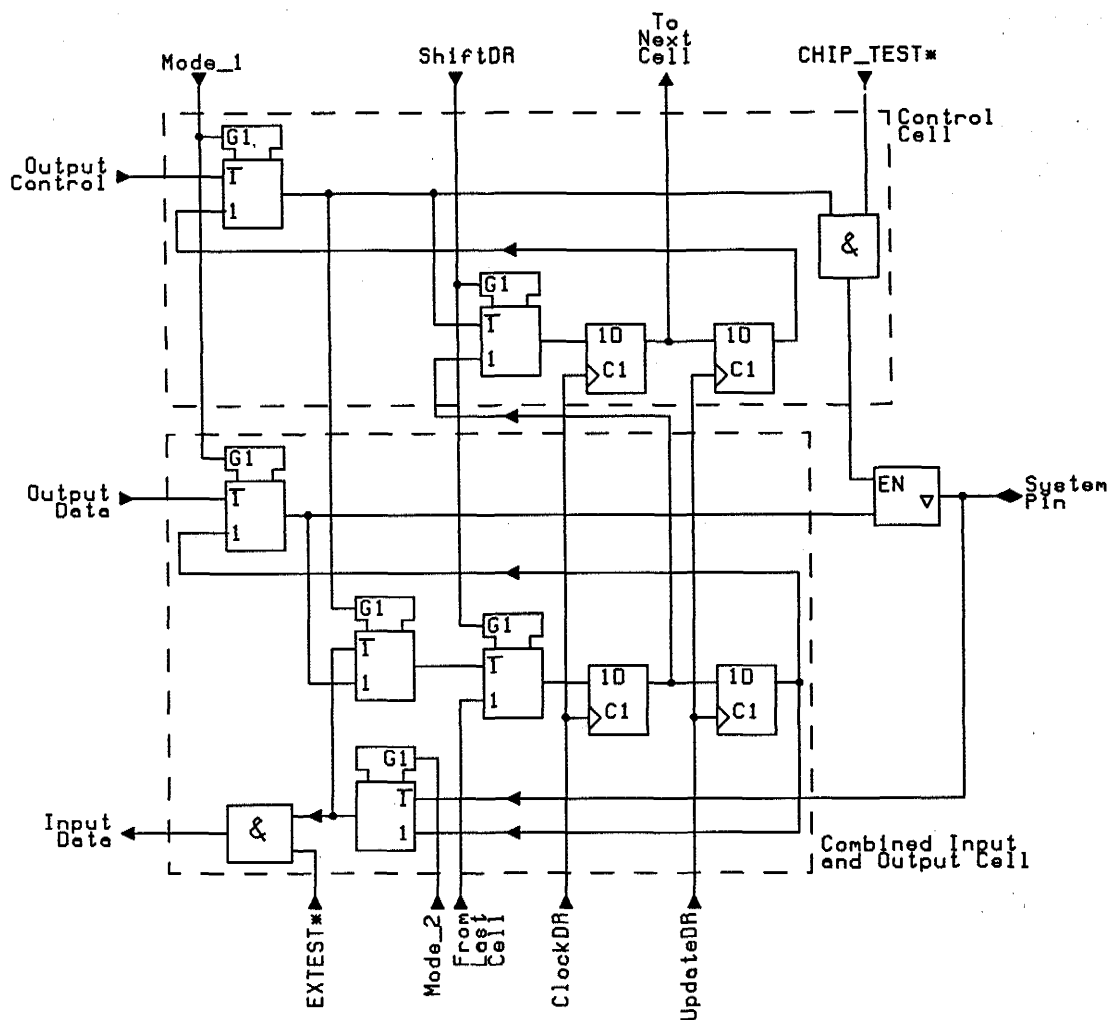 To
Next
Cell
Mode_1
ShiftDR
CHIP_TEST*
Control
Cell
G1
Output
Control
1
1
&
G1
1
1
1D
C1
1D
C1
G1
Output
Data
1
1
EN
System
Pin
G1
G1
1
1
1
1
1D
C1
1D
C1
G1
1
1
Input
Data
&
Combined Input
and Output Cell
EXTEST*
Mode_2
From
Last
Cell
ClockDR
UpdateDR